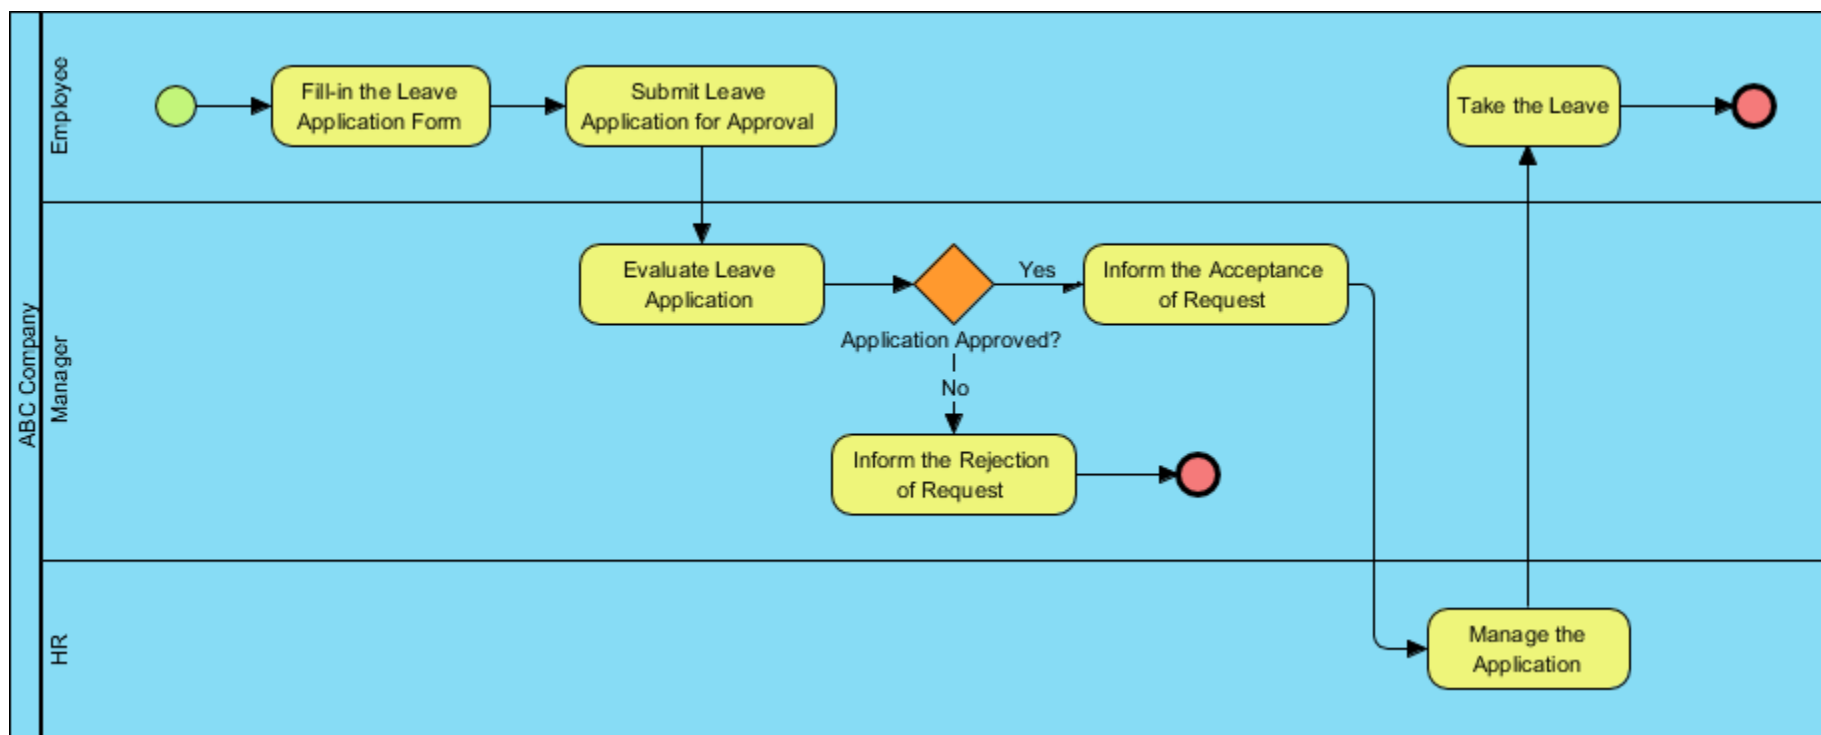 ABC Company
Employee
Fill-in the Leave
Application Form
Submit Leave
Application for Approval
Take the Leave
Manager
Evaluate Leave
Application
Application Approved?
Yes
Inform the Acceptance
of Request
No
Inform the Rejection
of Request
HR
Manage the
Application